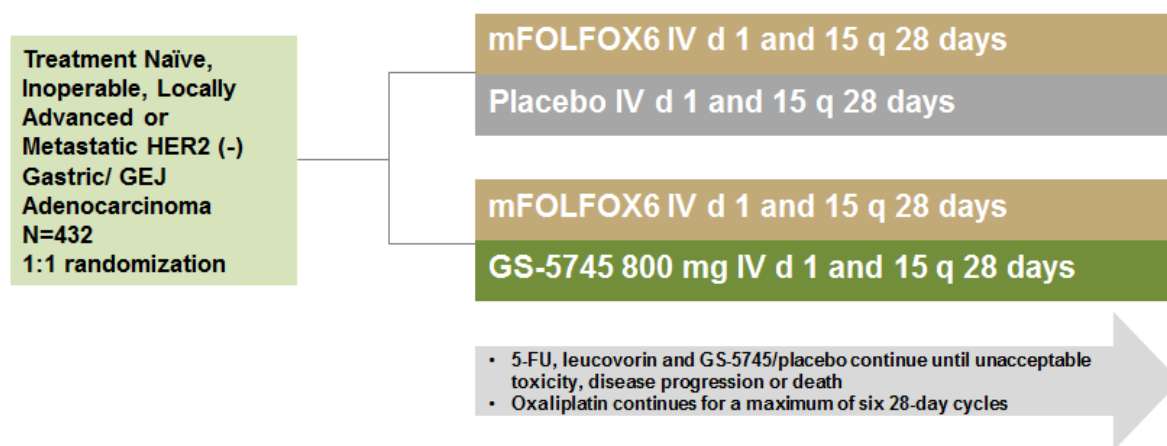 Treatment Naïve,
Inoperable, Locally
Advanced or
Metastatic HER2 (-)
Gastric/ GEJ
Adenocarcinoma
N=432
1:1 randomization
mFOLFOX6 IV d 1 and 15 q 28 days
Placebo IV d 1 and 15 q 28 days
mFOLFOX6 IV d 1 and 15 q 28 days
GS-5745 800 mg IV d 1 and 15 q 28 days
• 5-FU, leucovorin and GS-5745/placebo continue until unacceptable
toxicity, disease progression or death
• Oxaliplatin continues for a maximum of six 28-day cycles